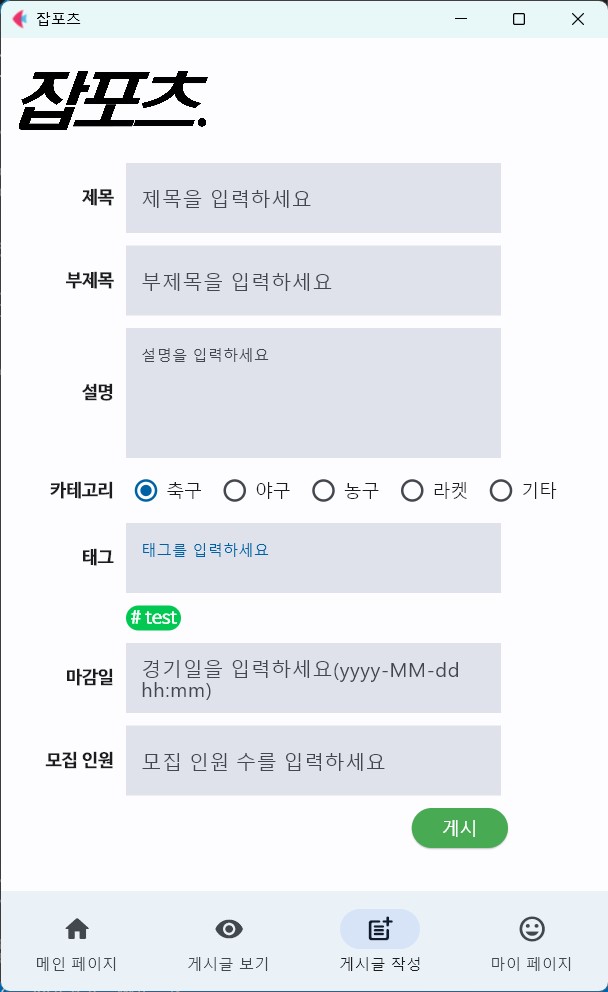 잡포츠
잡포츠.
제목
제목을 입력하세요
부제목
부제목을 입력하세요
설명
설명을 입력하세요
카테고리 축구 야구 농구 라켓 기타
태그
태그를 입력하세요
# test
마감일
경기일을 입력하세요(yyyy-MM-dd
hh:mm)
모집 인원
모집 인원 수를 입력하세요
게시
메인 페이지 게시글 보기 게시글 작성 마이 페이지